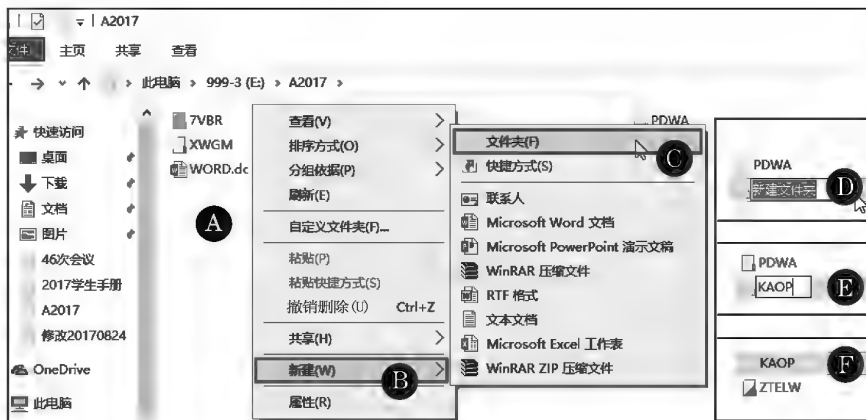 A2017
文件 主页 共享 查看
此电脑 > 999-3 (E:) > A2017 >
快速访问
桌面
下载
文档
图片
46次会议
2017学生手册
A2017
修改20170824
OneDrive
此电脑
7VBR
XWGM
WORD.dc
A
查看(V)
排序方式(O)
分组依据(P)
刷新(E)
自定义文件夹(F)...
粘贴(P)
粘贴快捷方式(S)
撤销删除(U) Ctrl+Z
共享(H)
新建(W)
B
属性(R)
PDWA
文件夹(F)
C
快捷方式(S)
联系人
Microsoft Word 文档
Microsoft PowerPoint 演示文稿
WinRAR 压缩文件
RTF 格式
文本文档
Microsoft Excel 工作表
WinRAR ZIP 压缩文件
PDWA
新建文件夹
D
PDWA
KAOP
E
KAOP
F
ZTELW